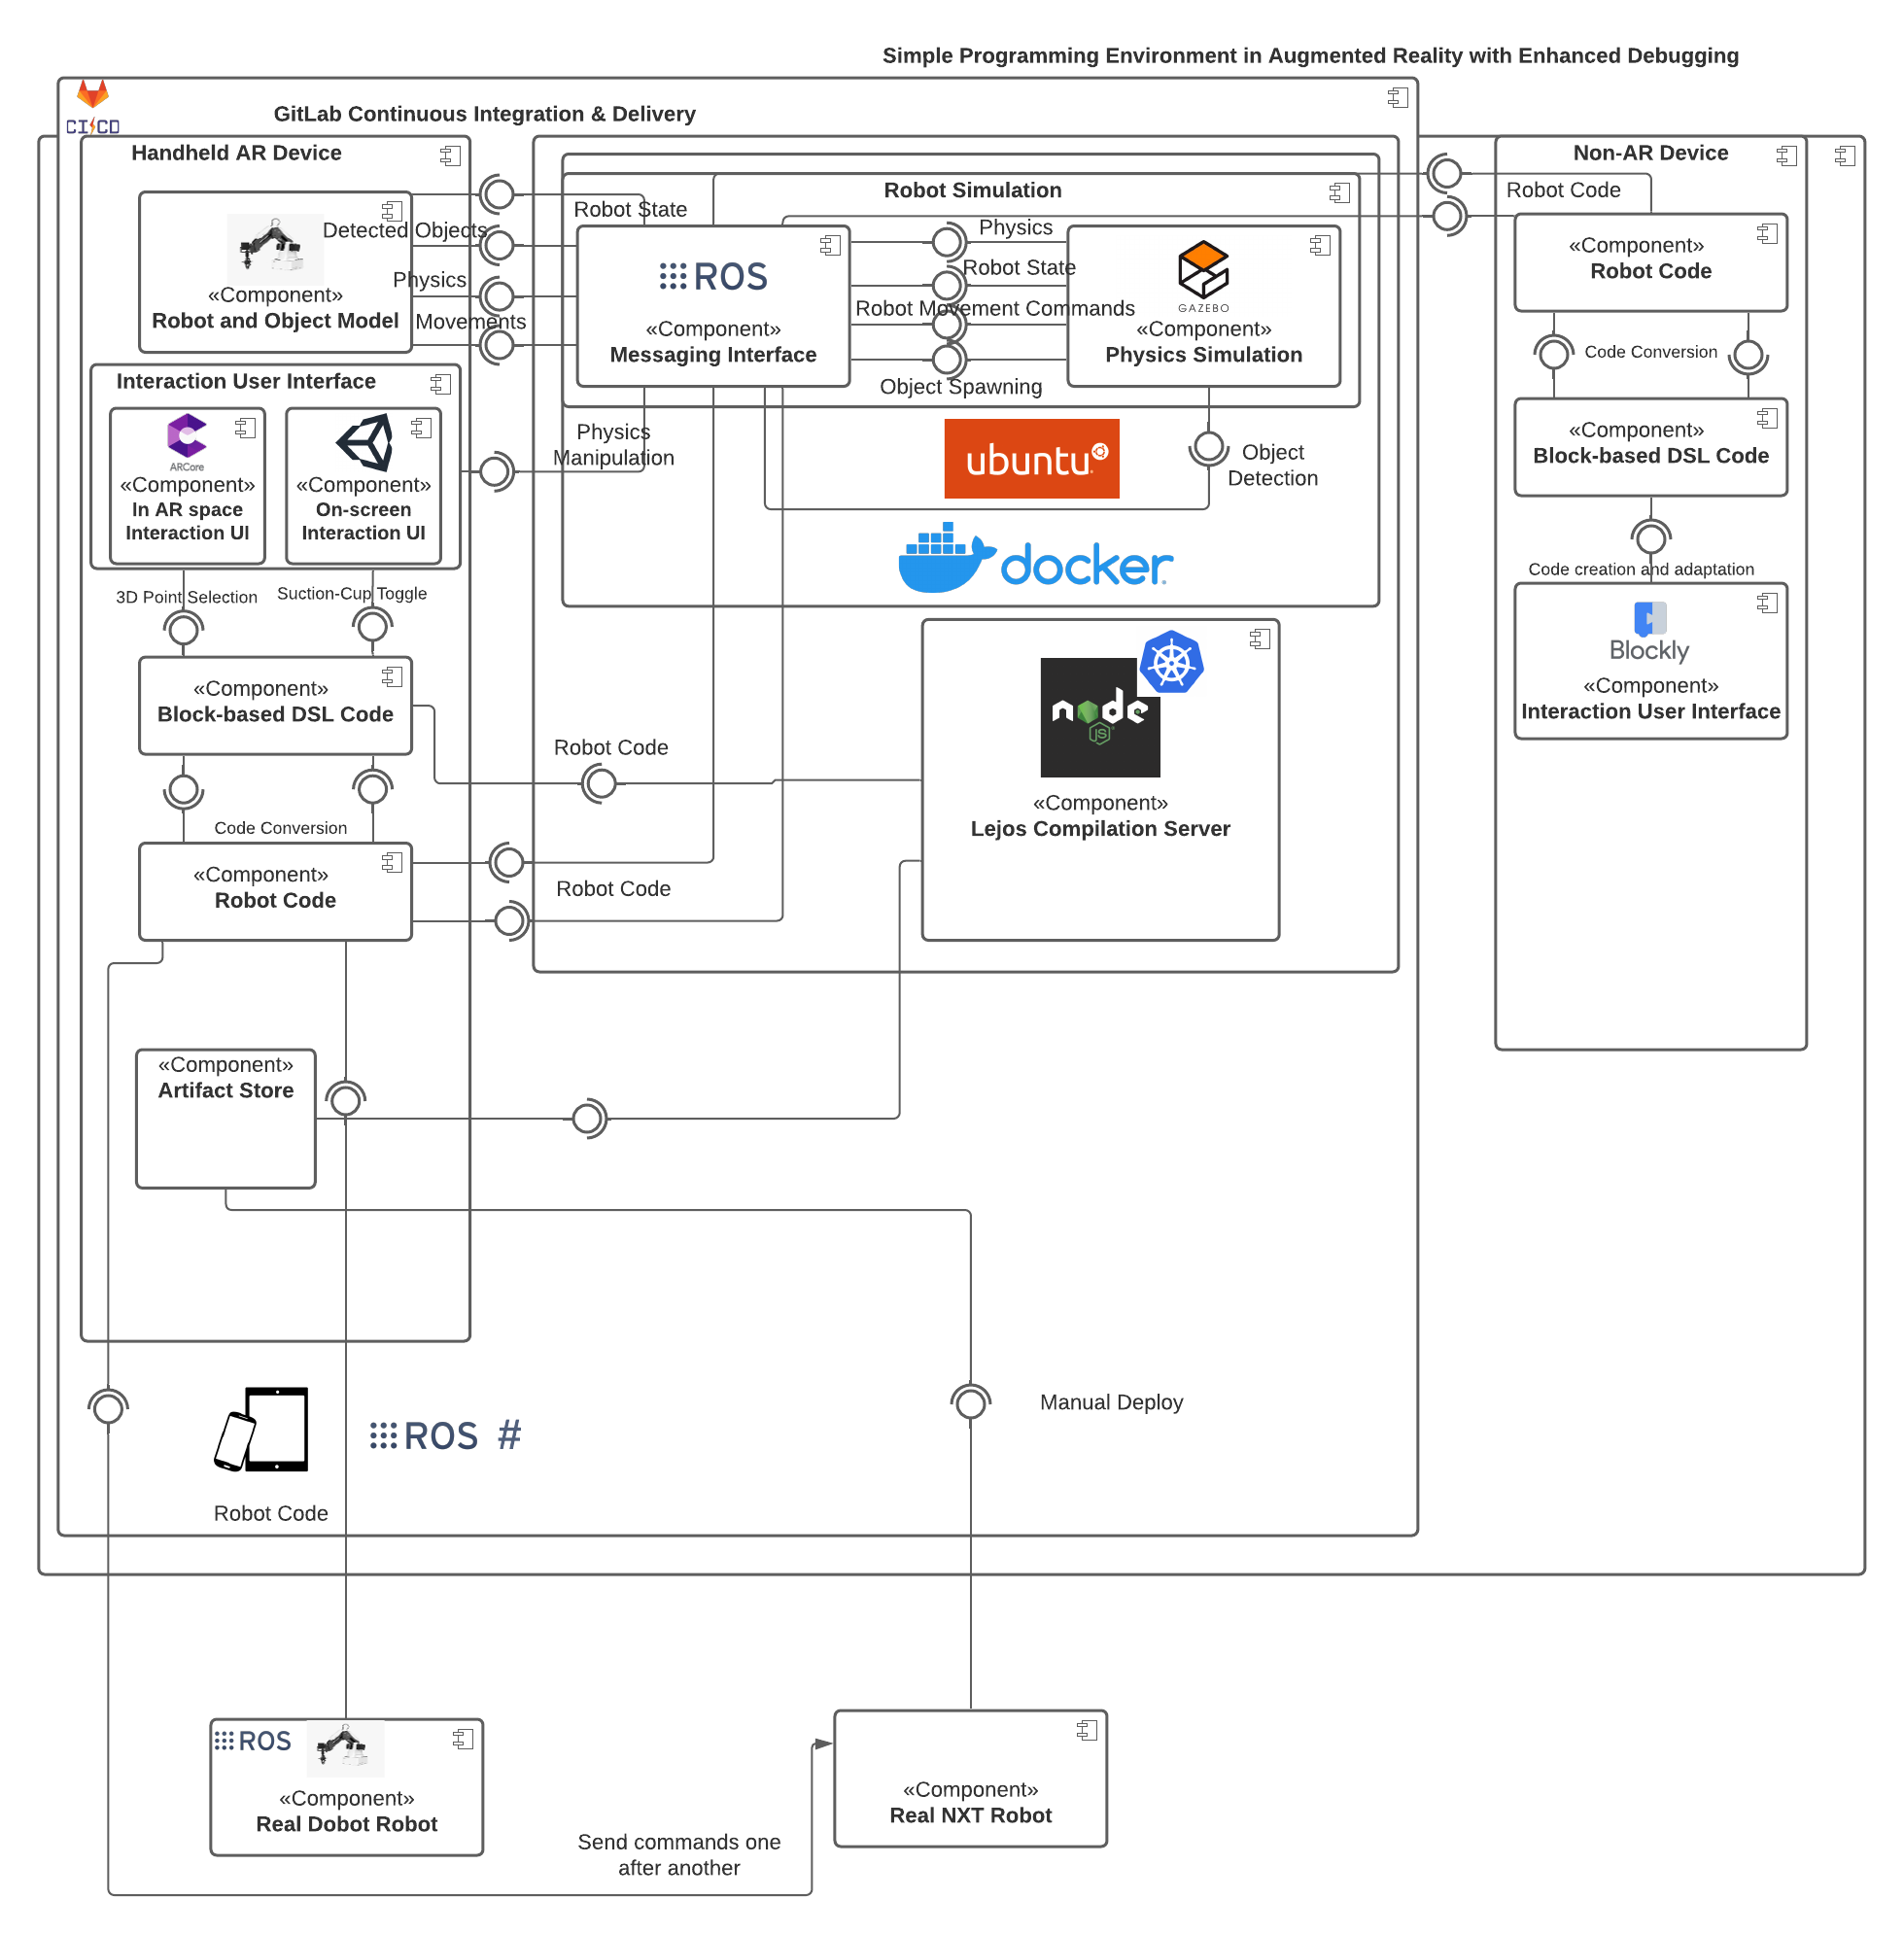 Simple Programming Environment in Augmented Reality with Enhanced Debugging
CI/CD
GitLab Continuous Integration & Delivery
Handheld AR Device
Detected Objects
Physics
Movements
«Component»
Robot and Object Model
Robot State
Robot Simulation
ROS
«Component»
Messaging Interface
Physics
Robot State
Robot Movement Commands
Object Spawning
GAZEBO
«Component»
Physics Simulation
Non-AR Device
Robot Code
«Component»
Robot Code
Code Conversion
«Component»
Block-based DSL Code
Code creation and adaptation
Blockly
«Component»
Interaction User Interface
Interaction User Interface
ARCore
«Component»
In AR space
Interaction UI
«Component»
On-screen
Interaction UI
Physics
Manipulation
ubuntu
Object
Detection
docker
3D Point Selection
Suction-Cup Toggle
«Component»
Block-based DSL Code
Robot Code
node
JS
«Component»
Lejos Compilation Server
Code Conversion
«Component»
Robot Code
Robot Code
«Component»
Artifact Store
Manual Deploy
ROS #
Robot Code
ROS
«Component»
Real Dobot Robot
«Component»
Real NXT Robot
Send commands one
after another